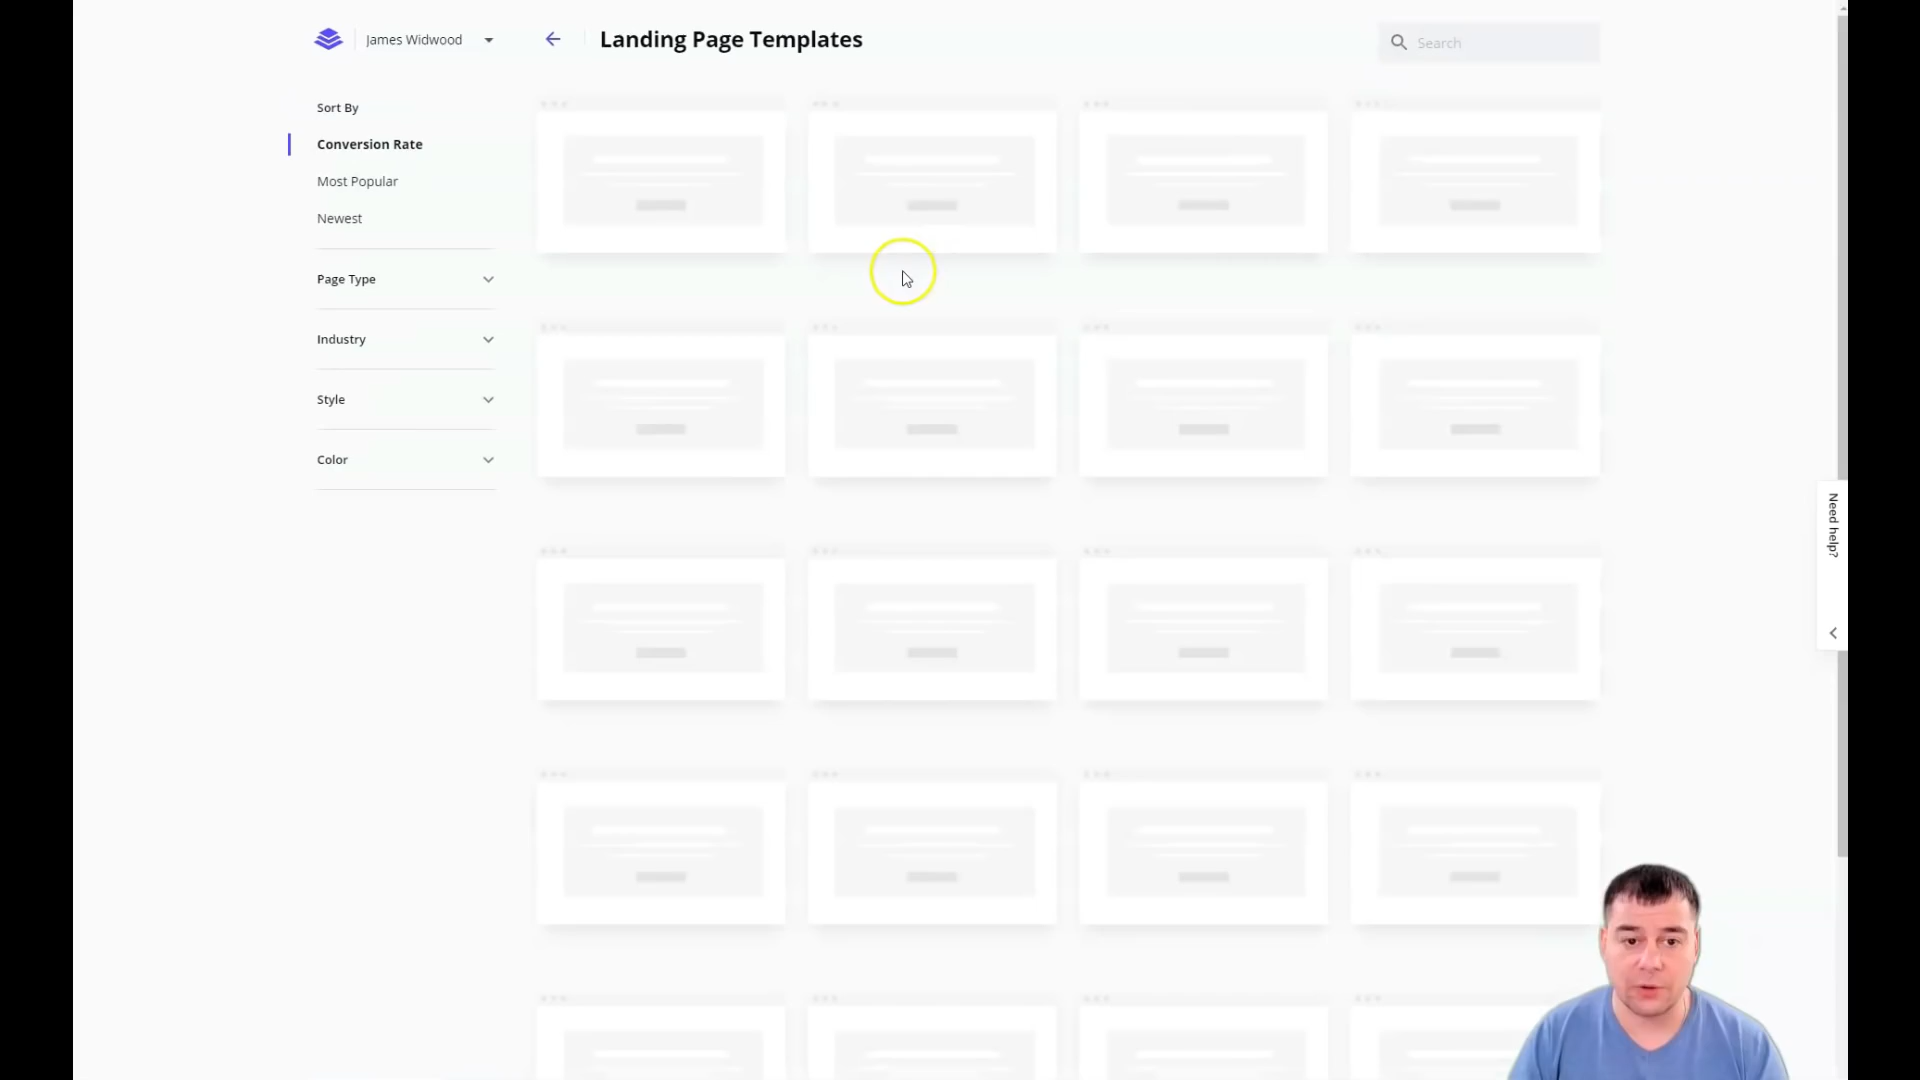 James Widwood
Landing Page Templates
Search
Sort By
Conversion Rate
Most Popular
Newest
Page Type
Industry
Style
Color
Need help?